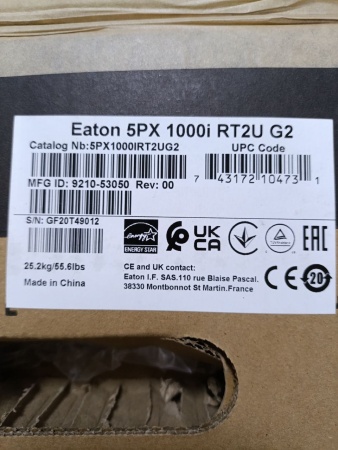 Eaton 5PX 1000i RT2U G2
Catalog Nb:5PX1000IRT2UG2
UPC Code
7 43172 10473 1
MFG ID: 9210-53050 Rev: 00
S/N: GF20T49012
ENERGY STAR
UK
CA
EAC
25.2kg/55.6lbs
Made in China
CE and UK contact:
Eaton I.F. SAS.110 rue Blaise Pascal.
38330 Montbonnot St Martin.France
CE
20